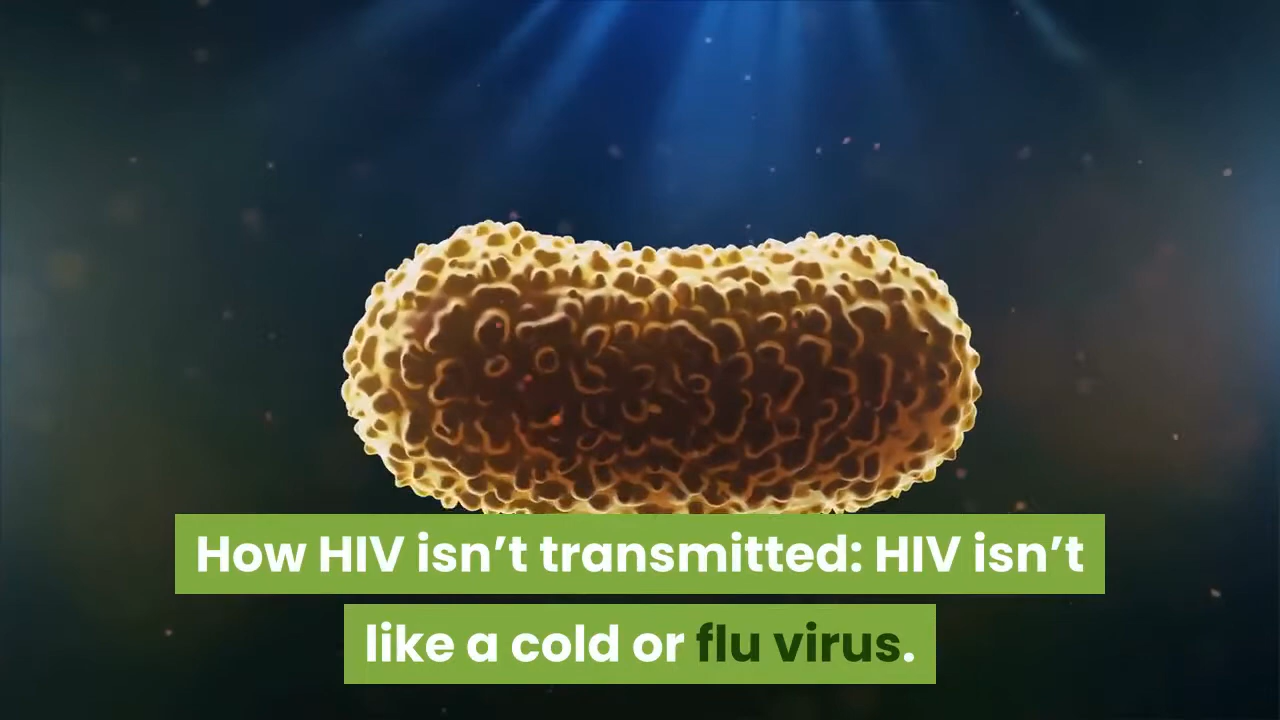 How HIV isn’t transmitted: HIV isn’t
like a cold or flu virus.